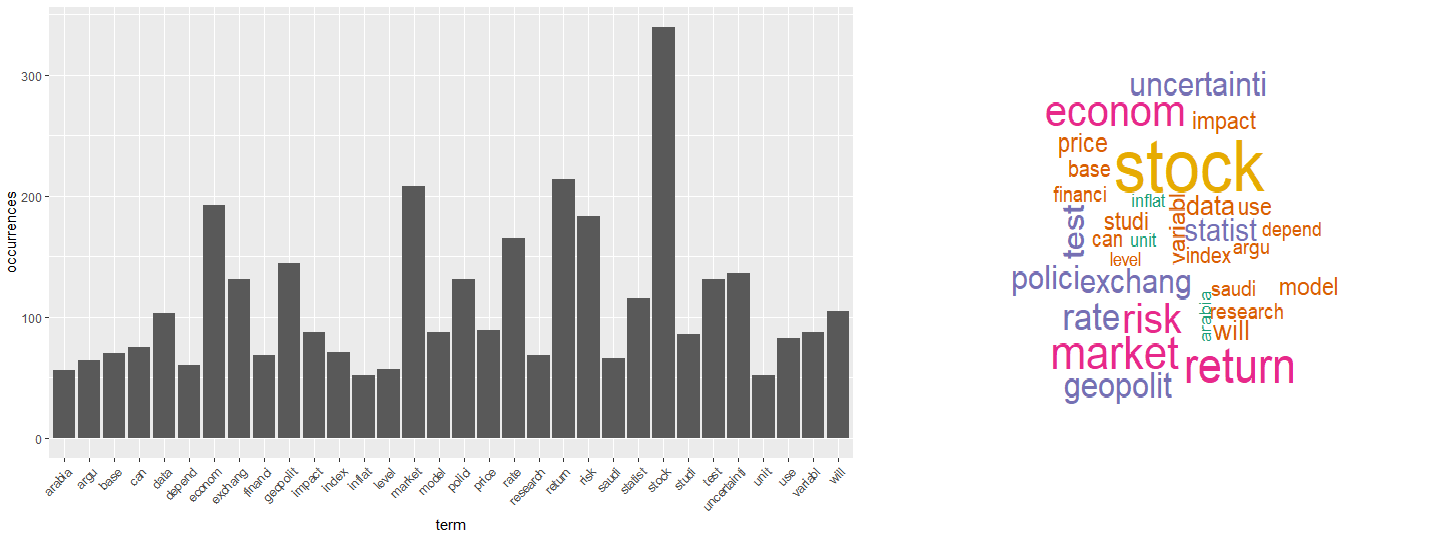 occurrences
300
200
100
0
arabia
argu
base
can
data
depend
econom
exchang
financi
geopolit
impact
index
inflat
level
market
model
polici
price
rate
research
return
risk
saudi
statist
stock
studi
test
uncertainti
unit
use
variabl
will
term
uncertainti
econom
impact
price
stock
base
financi
inflat
variabl
data use
test
studi
statist
depend
can
unit
argu
level
index
polici
exchang
saudi
model
arabia
research
rate
risk
will
market
return
geopolit